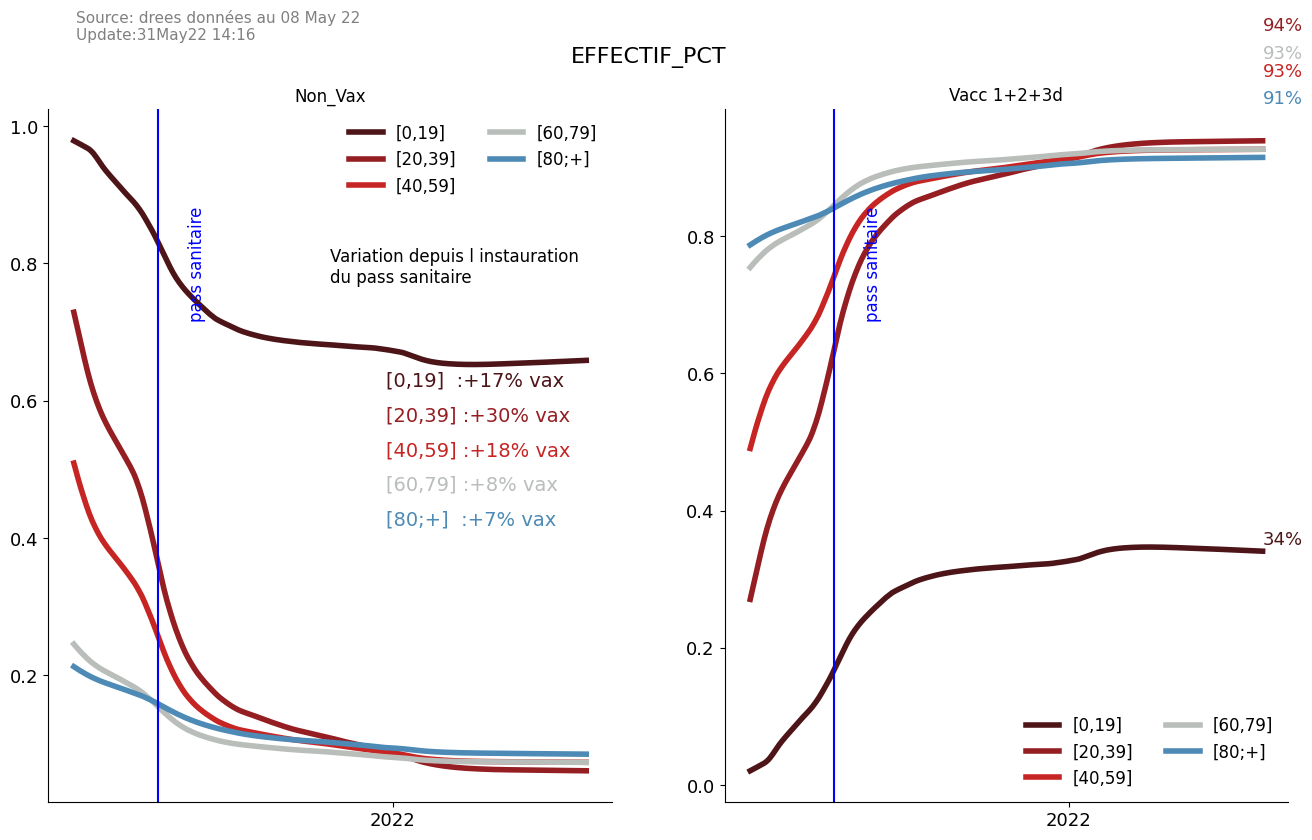 Source: drees données au 08 May 22
Update:31May22 14:16
EFFECTIF_PCT
94%
93%
93%
91%
Non_Vax
1.0
0.8
0.6
0.4
0.2
2022
[0,19]
[20,39]
[40,59]
[60,79]
[80;+]
pass sanitaire
Variation depuis l instauration
du pass sanitaire
[0,19] :+17% vax
[20,39] :+30% vax
[40,59] :+18% vax
[60,79] :+8% vax
[80;+] :+7% vax
Vacc 1+2+3d
0.8
0.6
0.4
0.2
0.0
2022
pass sanitaire
34%
[0,19]
[20,39]
[40,59]
[60,79]
[80;+]